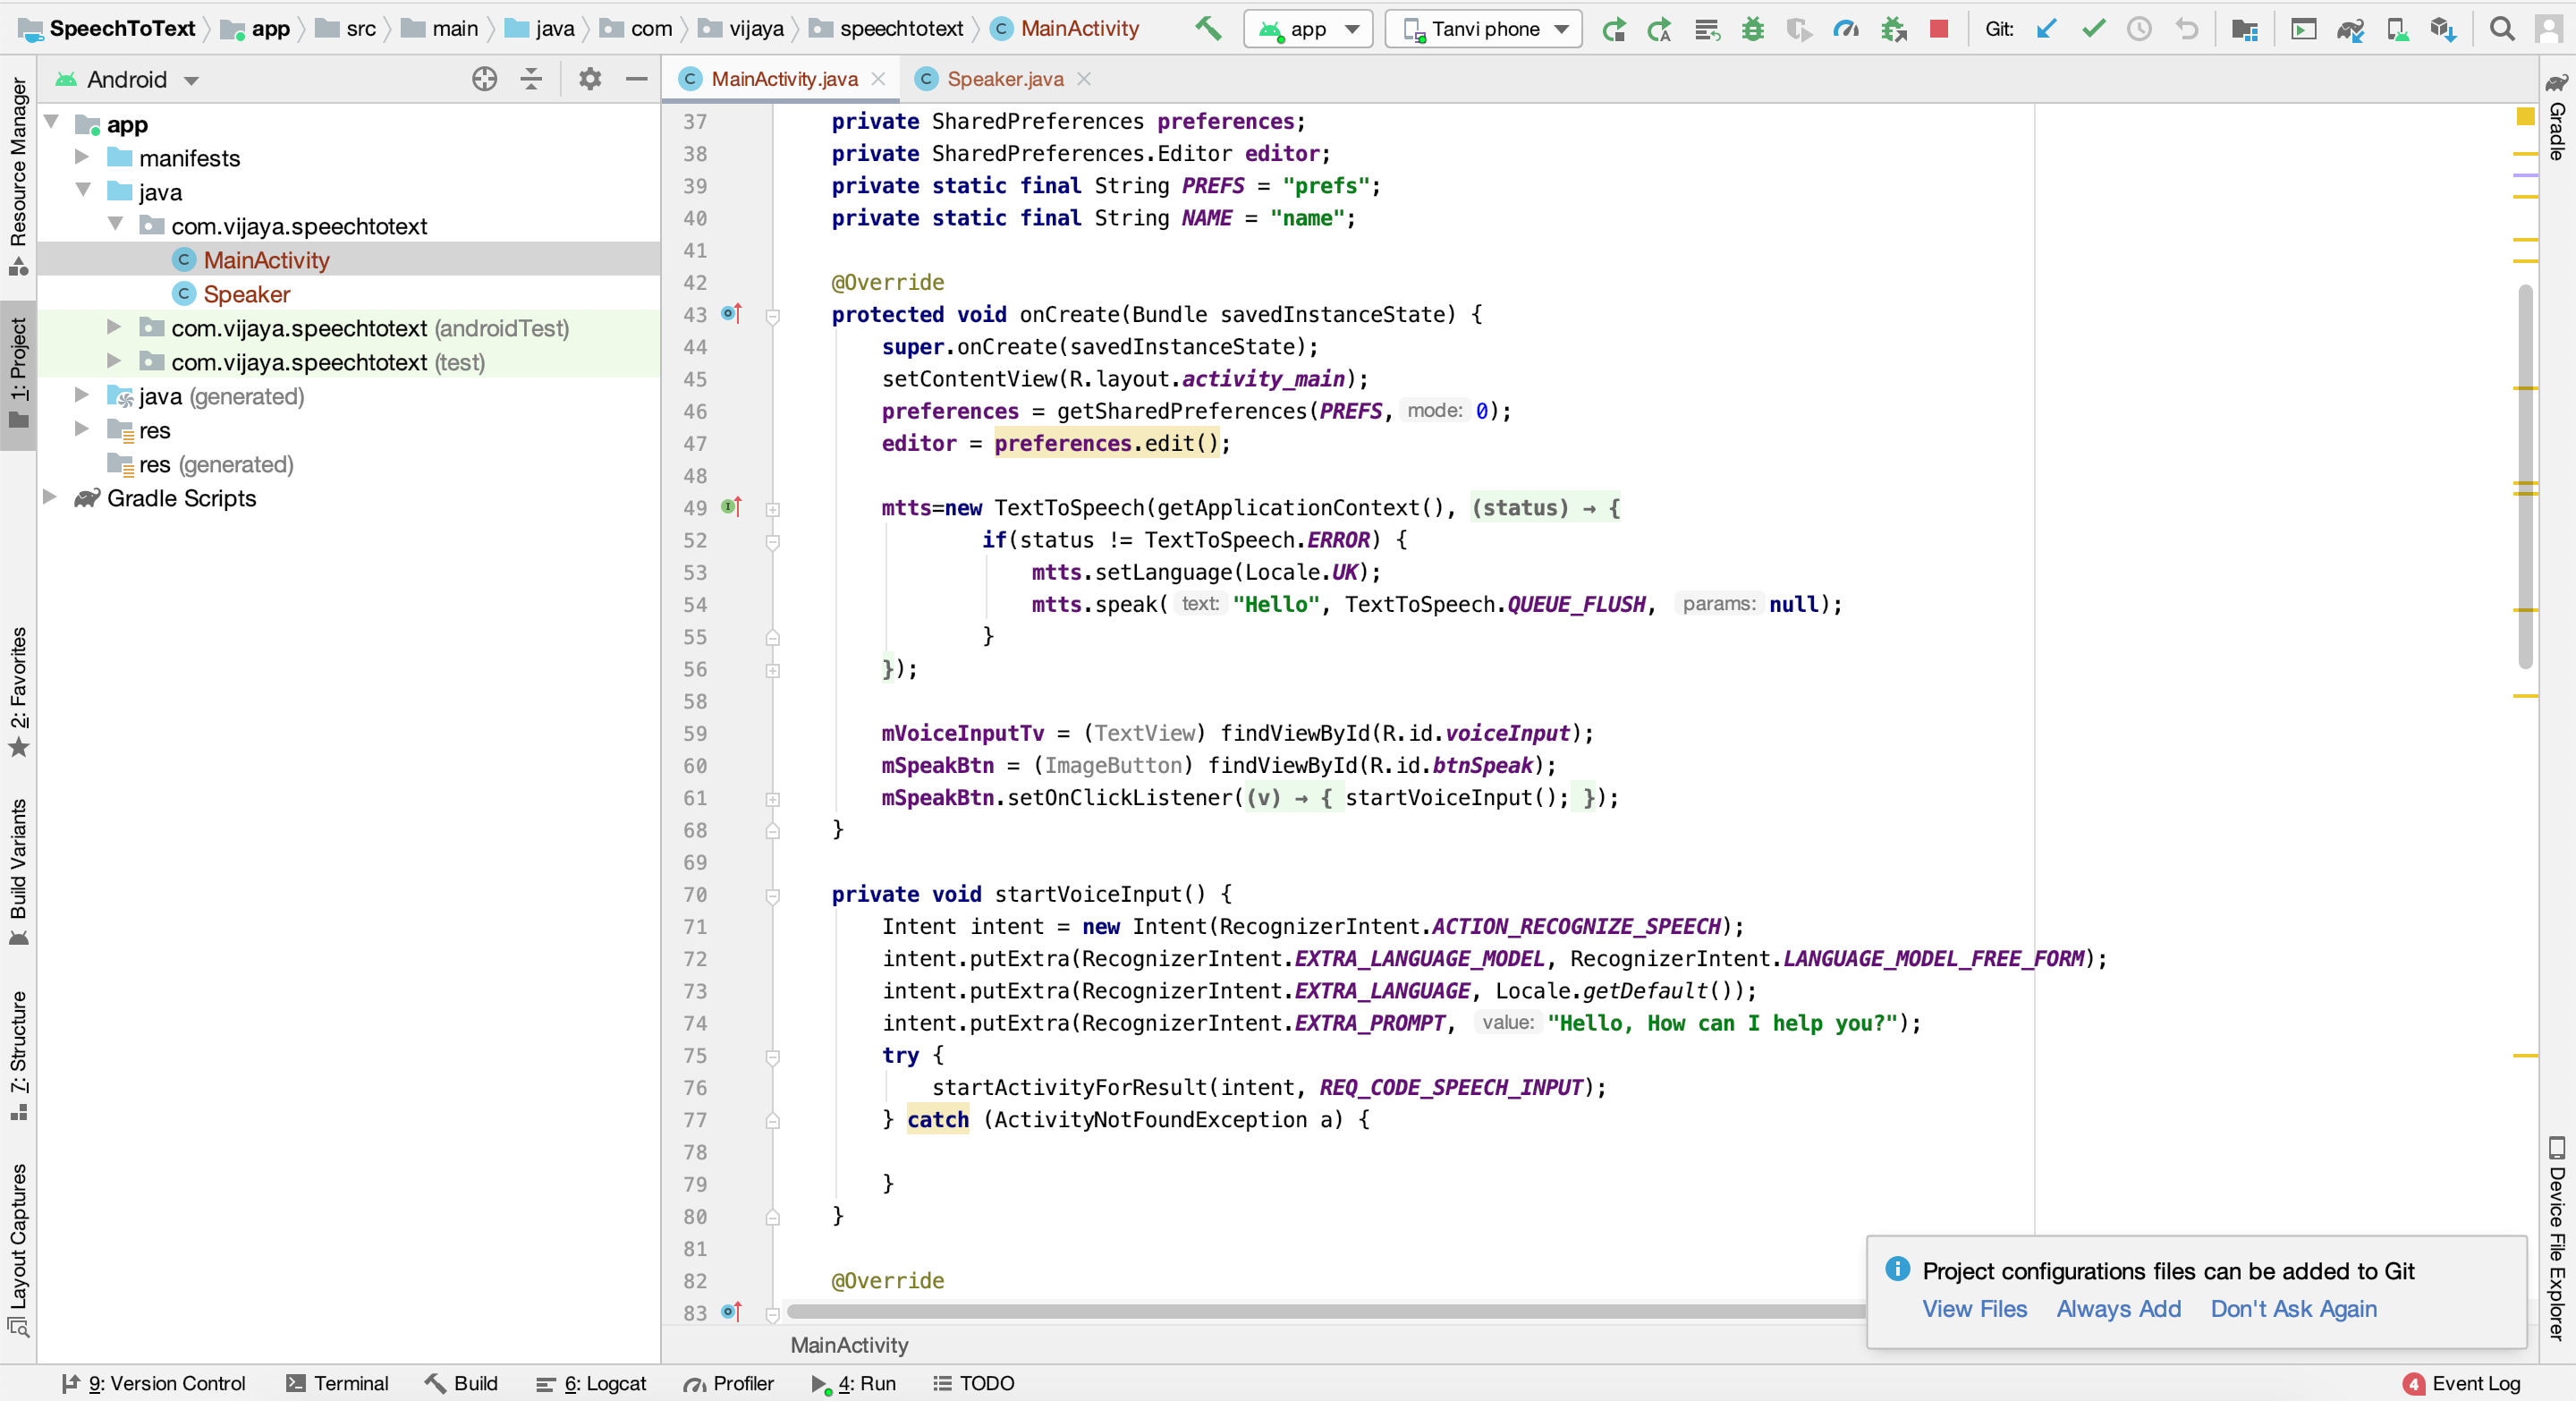 SpeechToText app src main java com vijaya speechtotext MainActivity app Tanvi phone Git:
Android
MainActivity.java Speaker.java
Resource Manager
1: Project
2: Favorites
Build Variants
7: Structure
Layout Captures
app
manifests
java
com.vijaya.speechtotext
MainActivity
Speaker
com.vijaya.speechtotext (androidTest)
com.vijaya.speechtotext (test)
java (generated)
res
res (generated)
Gradle Scripts
37 private SharedPreferences preferences;
38 private SharedPreferences.Editor editor;
39 private static final String PREFS = "prefs";
40 private static final String NAME = "name";
41
42 @Override
43 protected void onCreate(Bundle savedInstanceState) {
44 super.onCreate(savedInstanceState);
45 setContentView(R.layout.activity_main);
46 preferences = getSharedPreferences(PREFS, mode: 0);
47 editor = preferences.edit();
48
49 mtts=new TextToSpeech(getApplicationContext(), (status) → {
52 if(status != TextToSpeech.ERROR) {
53 mtts.setLanguage(Locale.UK);
54 mtts.speak( text: "Hello", TextToSpeech.QUEUE_FLUSH, params: null);
55 }
56 });
58
59 mVoiceInputTv = (TextView) findViewById(R.id.voiceInput);
60 mSpeakBtn = (ImageButton) findViewById(R.id.btnSpeak);
61 mSpeakBtn.setOnClickListener((v) → { startVoiceInput(); });
68 }
69
70 private void startVoiceInput() {
71 Intent intent = new Intent(RecognizerIntent.ACTION_RECOGNIZE_SPEECH);
72 intent.putExtra(RecognizerIntent.EXTRA_LANGUAGE_MODEL, RecognizerIntent.LANGUAGE_MODEL_FREE_FORM);
73 intent.putExtra(RecognizerIntent.EXTRA_LANGUAGE, Locale.getDefault());
74 intent.putExtra(RecognizerIntent.EXTRA_PROMPT, value: "Hello, How can I help you?");
75 try {
76 startActivityForResult(intent, REQ_CODE_SPEECH_INPUT);
77 } catch (ActivityNotFoundException a) {
78
79 }
80 }
81
82 @Override
83
MainActivity
Gradle
Device File Explorer
Project configurations files can be added to Git
View Files Always Add Don't Ask Again
9: Version Control Terminal Build 6: Logcat Profiler 4: Run TODO 4 Event Log